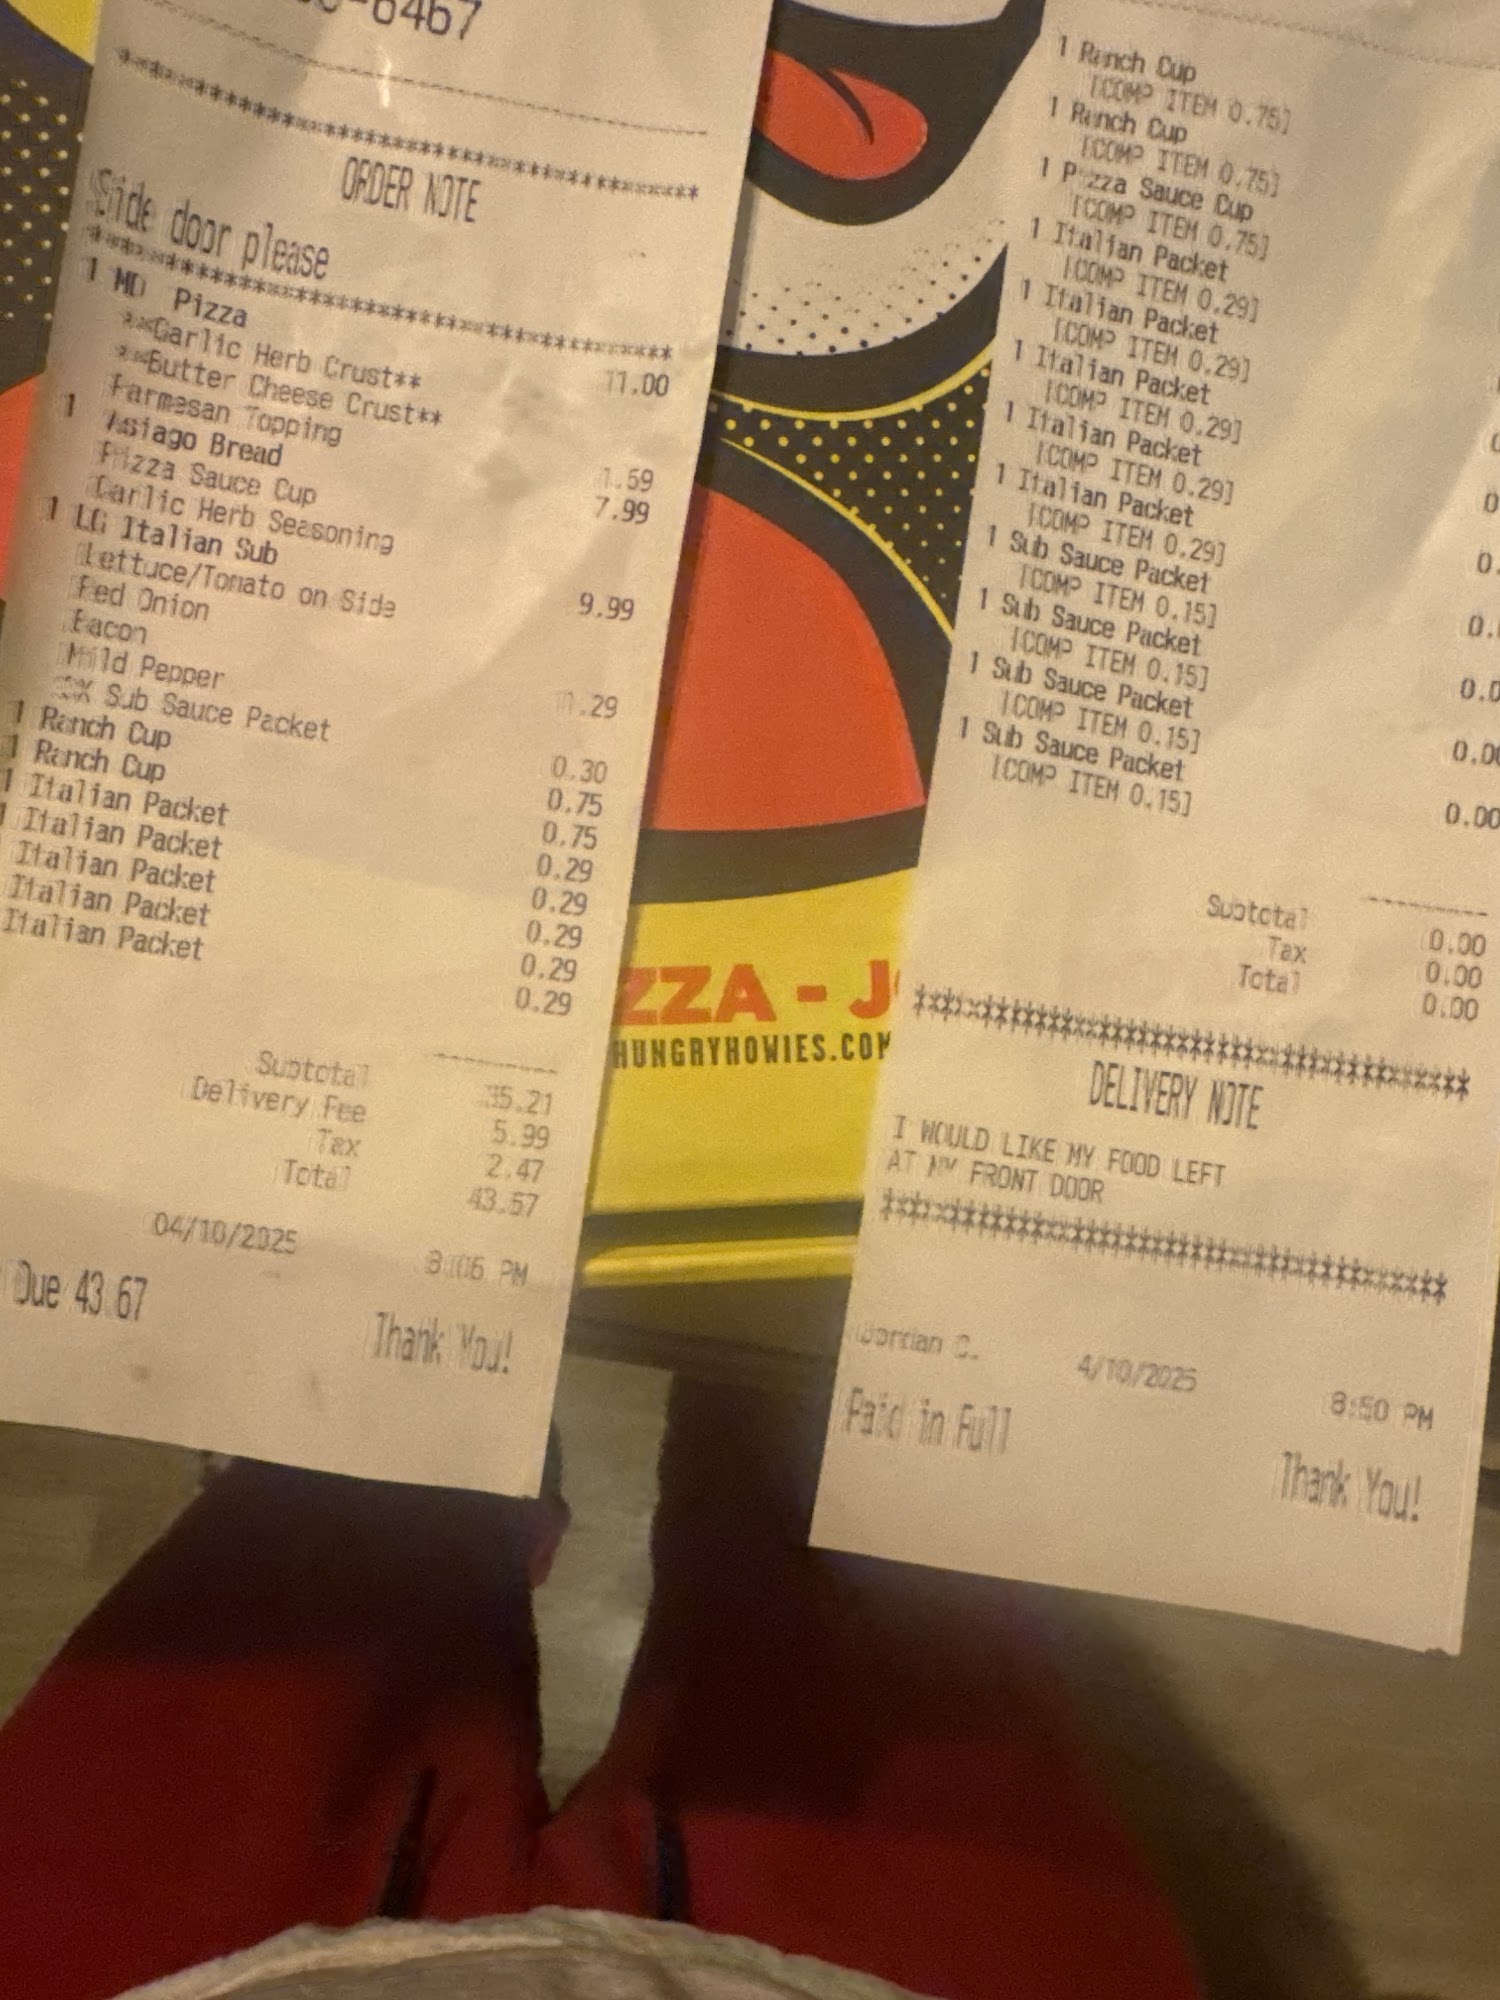 -6467
ORDER NOTE
Side door please
1 MD Pizza 11.00
**Garlic Herb Crust**
**Butter Cheese Crust**
Parmesan Topping 1.59
1 Asiago Bread 7.99
Pizza Sauce Cup
Garlic Herb Seasoning
1 LG Italian Sub 9.99
Lettuce/Tomato on Side
Red Onion
Bacon 1.29
Mild Pepper
Sub Sauce Packet 0.30
1 Ranch Cup 0.75
1 Ranch Cup 0.75
1 Italian Packet 0.29
1 Italian Packet 0.29
Italian Packet 0.29
Italian Packet 0.29
Italian Packet 0.29
Subtotal 35.21
Delivery Fee 5.99
Tax 2.47
Total 43.67
04/10/2025 8:06 PM
Due 43.67
Thank You!
ZZA - J
HUNGRYHOWIES.COM
1 Ranch Cup
[COMP ITEM 0.75]
1 Ranch Cup
[COMP ITEM 0.75]
1 Pizza Sauce Cup
[COMP ITEM 0.75]
1 Italian Packet
[COMP ITEM 0.29]
1 Italian Packet
[COMP ITEM 0.29]
1 Italian Packet
[COMP ITEM 0.29]
1 Italian Packet
[COMP ITEM 0.29]
1 Italian Packet
[COMP ITEM 0.29]
1 Sub Sauce Packet
[COMP ITEM 0.15]
1 Sub Sauce Packet
[COMP ITEM 0.15]
1 Sub Sauce Packet 0.00
[COMP ITEM 0.15]
1 Sub Sauce Packet 0.00
[COMP ITEM 0.15]
Subtotal 0.00
Tax 0.00
Total 0.00
DELIVERY NOTE
I WOULD LIKE MY FOOD LEFT
AT MY FRONT DOOR
C. 4/10/2025 8:50 PM
Paid in Full
Thank You!